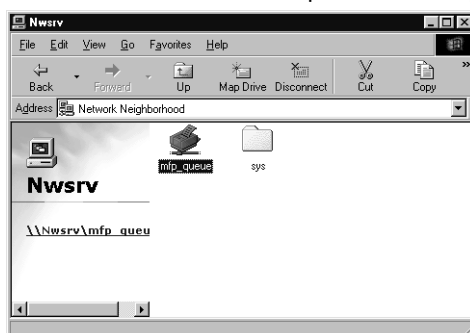 Nwsrv
File Edit View Go Favorites Help
Back Forward Up Map Drive Disconnect Cut Copy »
Address Network Neighborhood
mfp_queue sys
Nwsrv
\\Nwsrv\mfp_queu